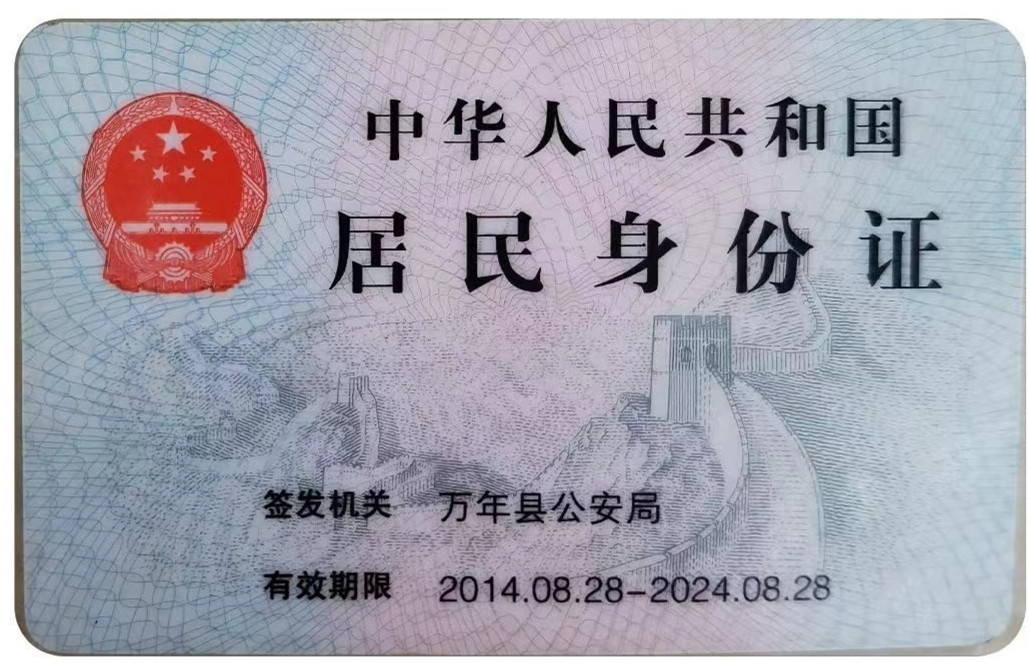 中华人民共和国
居民身份证
签发机关 万年县公安局
有效期限 2014.08.28-2024.08.28